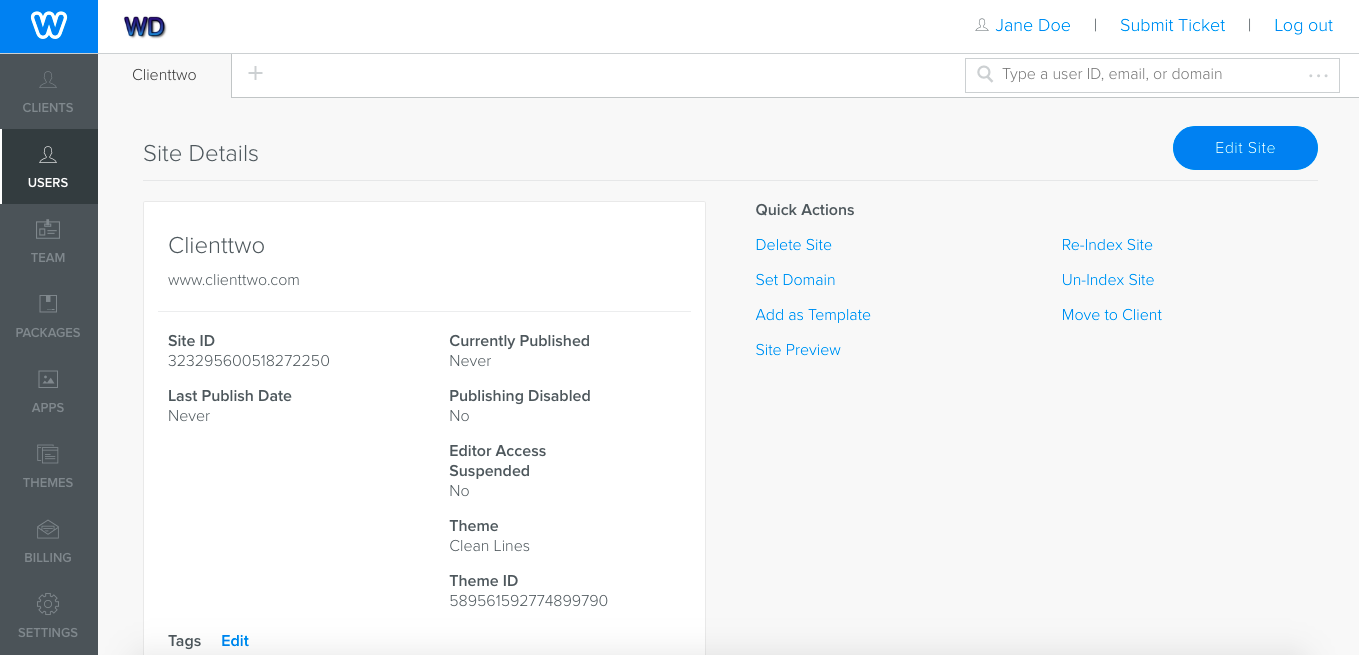 W
WD
Jane Doe | Submit Ticket | Log out
Clienttwo +
Type a user ID, email, or domain ...
CLIENTS
USERS
TEAM
PACKAGES
APPS
THEMES
BILLING
SETTINGS
Site Details
Edit Site
Clienttwo
www.clienttwo.com
Site ID
323295600518272250
Last Publish Date
Never
Currently Published
Never
Publishing Disabled
No
Editor Access
Suspended
No
Theme
Clean Lines
Theme ID
589561592774899790
Tags Edit
Quick Actions
Delete Site
Set Domain
Add as Template
Site Preview
Re-Index Site
Un-Index Site
Move to Client